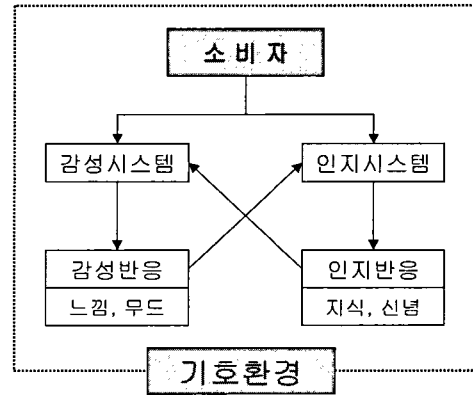 소비자
감성시스템 인지시스템
감성반응 인지반응
느낌, 무드 지식, 신념
기호환경